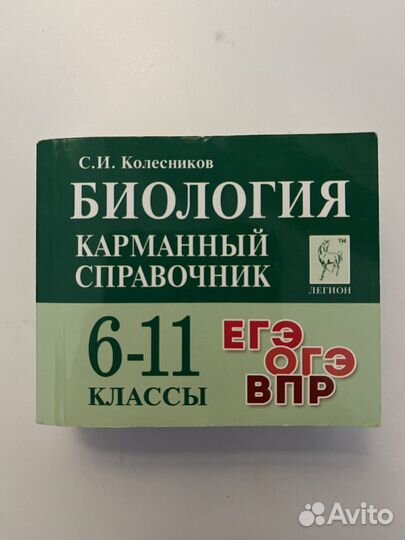 С.И. Колесников
БИОЛОГИЯ
КАРМАННЫЙ
СПРАВОЧНИК
TM
ЛЕГИОН
6-11
КЛАССЫ
ЕГЭ
ОГЭ
ВПР
Avito